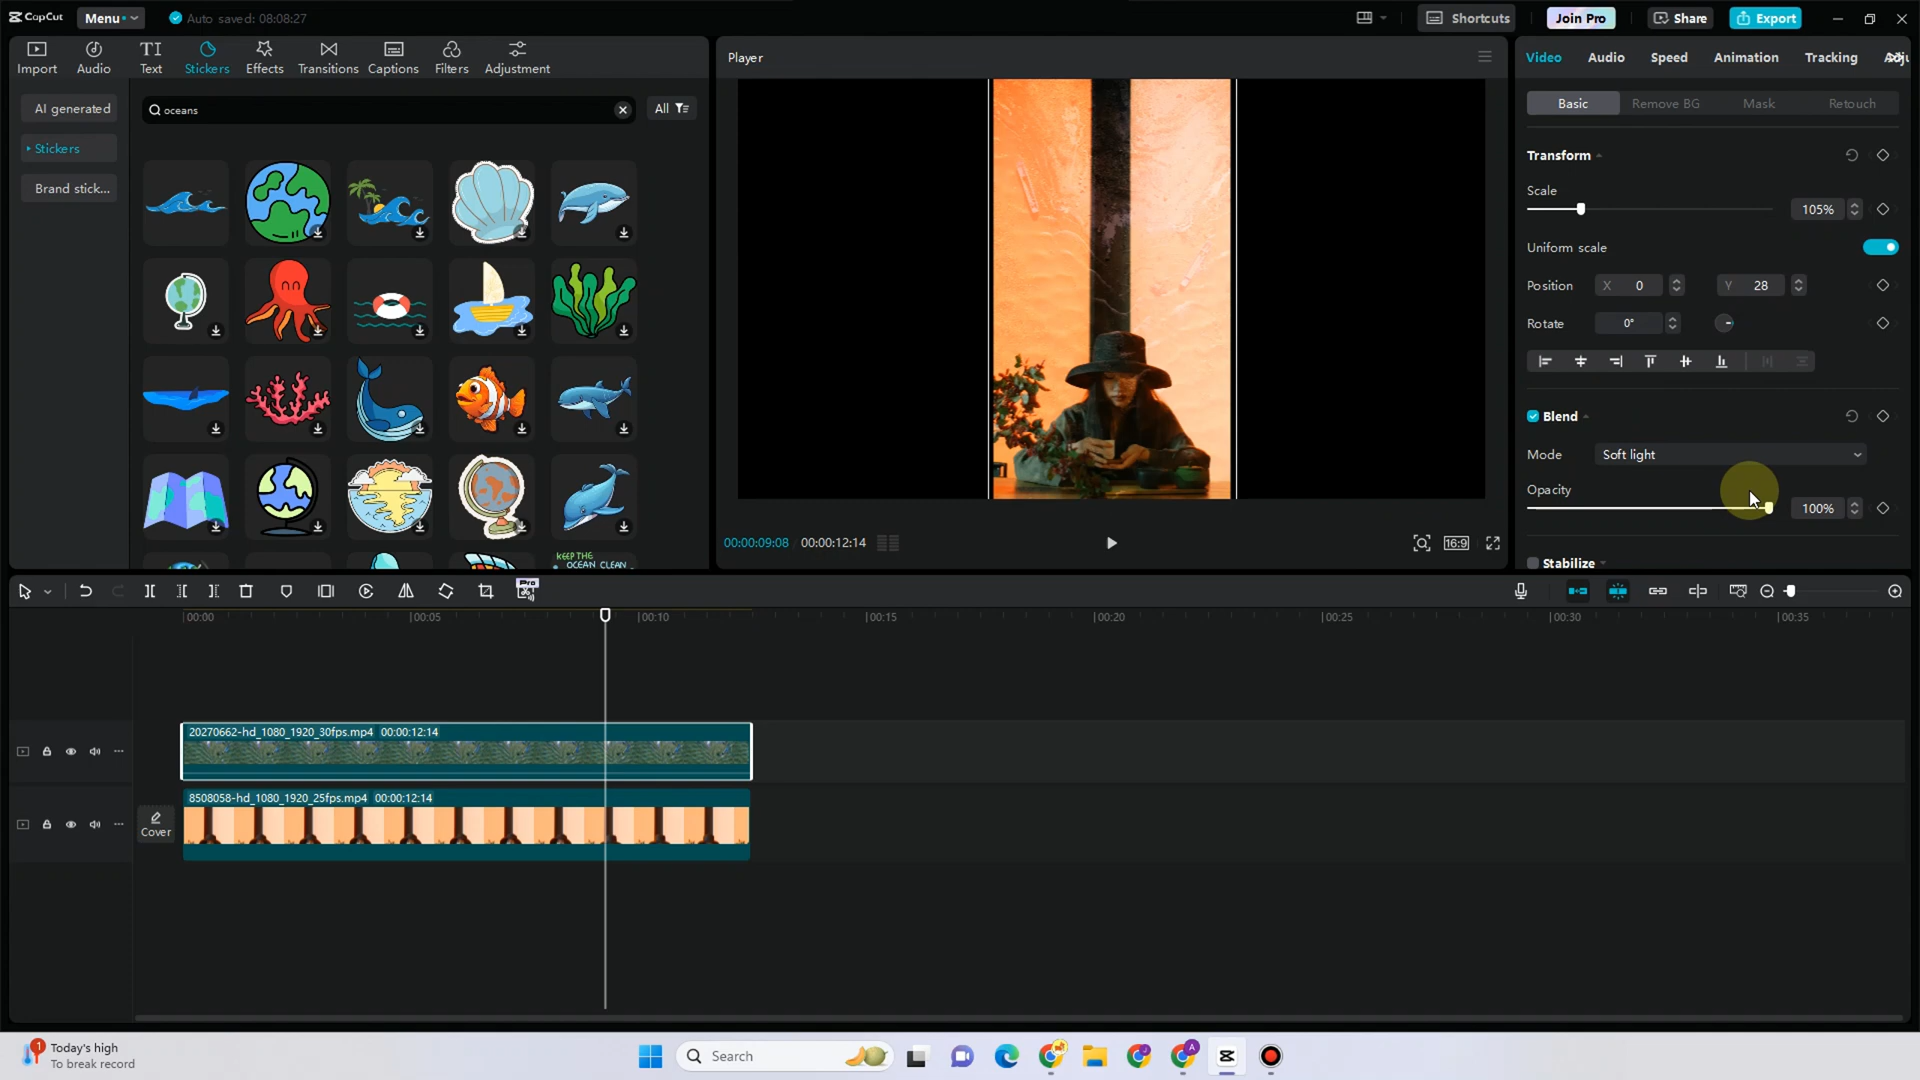 CapCut
Menu
Auto saved: 08:08:27
Shortcuts
Join Pro
Share
Export
Import
Audio
TI
Text
Stickers
Effects
Transitions
Captions
Filters
Adjustment
AI generated
Stickers
Brand stick...
oceans
All
KEEP THE
OCEAN CLEAN
Player
00:00:09:08
00:00:12:14
16:9
Video
Audio
Speed
Animation
Tracking
Basic
Remove BG
Mask
Retouch
Transform
Scale
105%
Uniform scale
Position
X 0
Y 28
Rotate
0°
Blend
Mode
Soft light
Opacity
100%
Stabilize
Pro
00:00
00:05
00:10
00:15
00:20
00:25
00:30
00:35
20270662-hd_1080_1920_30fps.mp4 00:00:12:14
8508058-hd_1080_1920_25fps.mp4 00:00:12:14
Cover
1
Today's high
To break record
Search
A